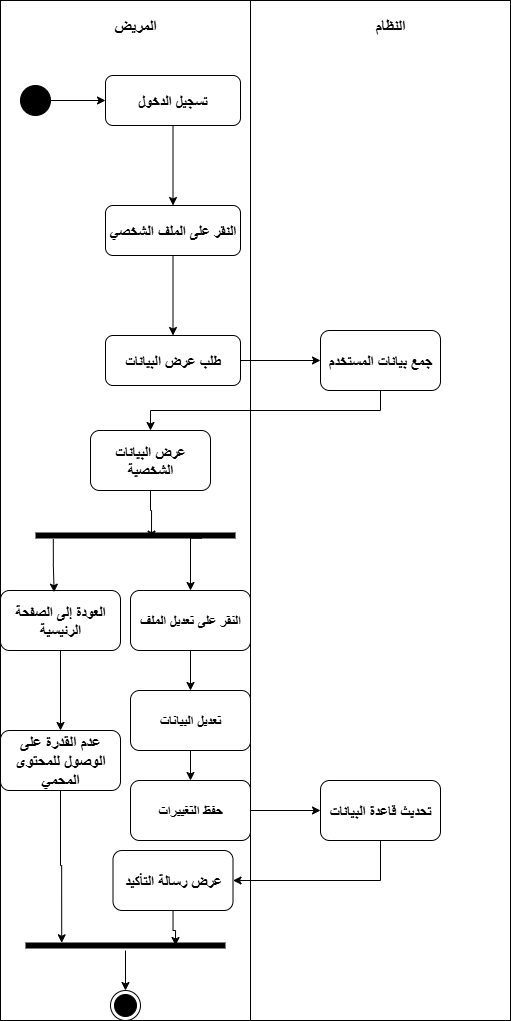 المريض
النظام
تسجيل الدخول
النقر على الملف الشخصي
طلب عرض البيانات
جمع بيانات المستخدم
عرض البيانات
الشخصية
العودة إلى الصفحة
الرئيسية
النقر على تعديل الملف
تعديل البيانات
عدم القدرة على
الوصول للمحتوى
المحمي
حفظ التغييرات
تحديث قاعدة البيانات
عرض رسالة التأكيد